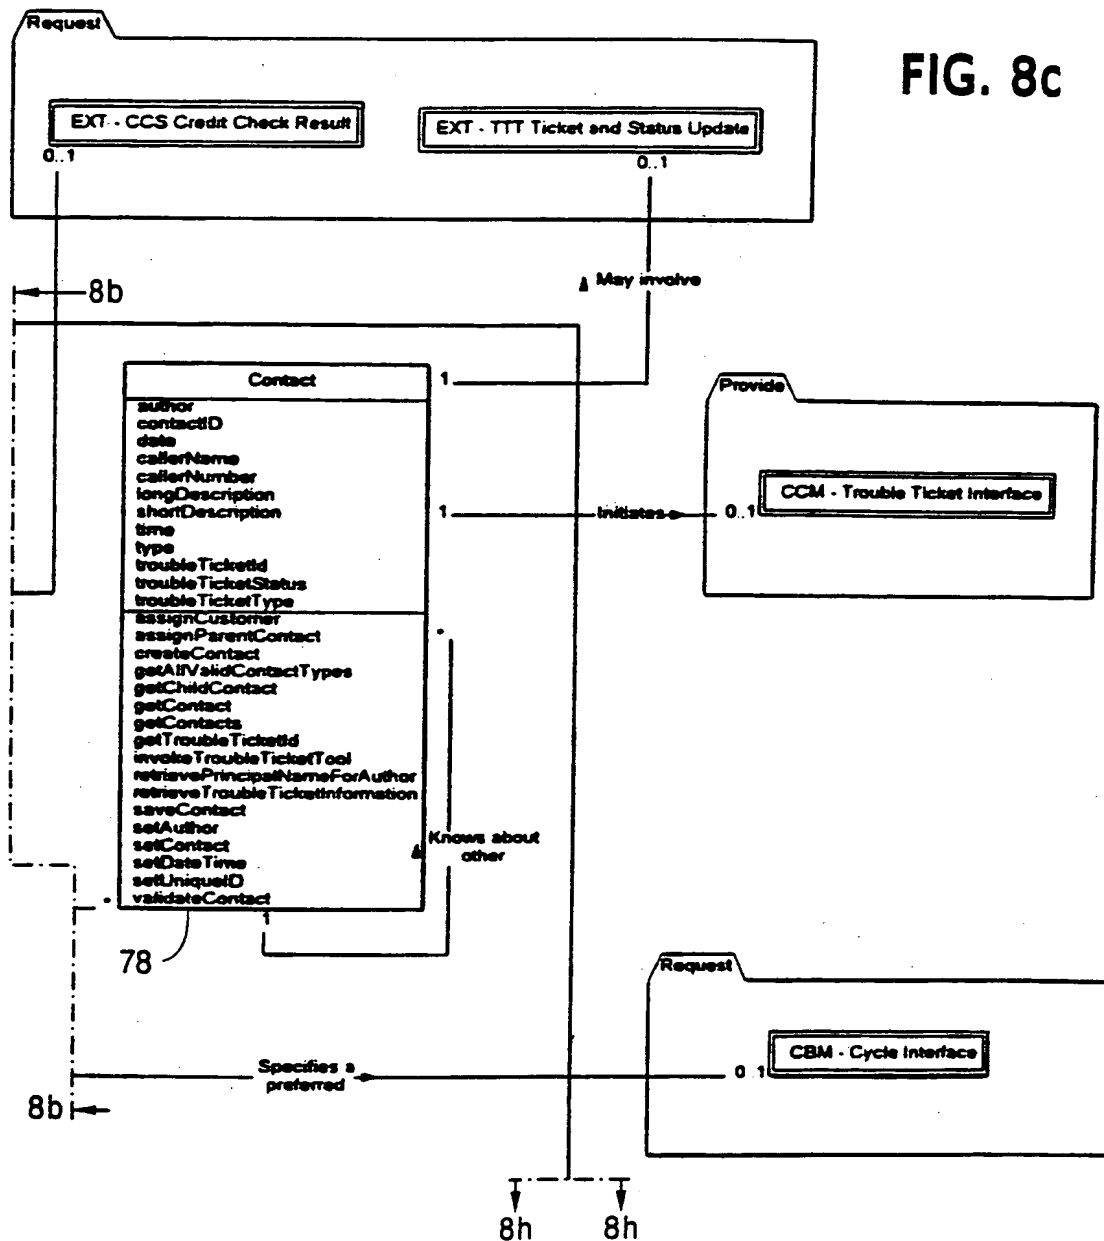 Request
FIG. 8c
EXT - CCS Credit Check Result
EXT - TTT Ticket and Status Update
0..1
0..1
May involve
8b
Contact
1
author
contactID
date
callerName
callerNumber
longDescription
shortDescription
time
type
troubleTicketId
troubleTicketStatus
troubleTicketType
Provide
CCM - Trouble Ticket Interface
1
Initiates
0..1
assignCustomer
assignParentContact
createContact
getAllValidContactTypes
getChildContact
getContact
getContacts
getTroubleTicketId
invokeTroubleTicketTool
retrievePrincipalNameForAuthor
retrieveTroubleTicketInformation
saveContact
setAuthor
setContact
setDateTime
setUniqueID
validateContact
*
Knows about
other
*
1
78
Request
CBM - Cycle Interface
Specifies a
preferred
0..1
8b
8h
8h